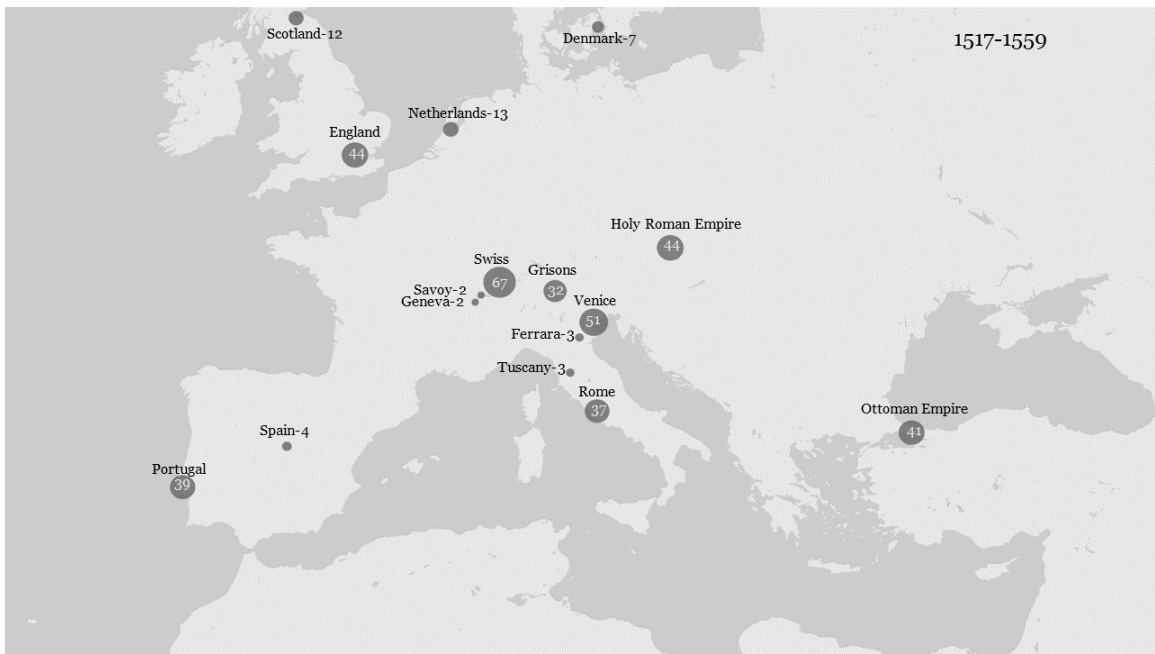 Scotland-12
Denmark-7
1517-1559
Netherlands-13
England
44
Holy Roman Empire
44
Swiss
67
Grisons
32
Savoy-2
Geneva-2
Venice
51
Ferrara-3
Tuscany-3
Rome
37
Ottoman Empire
41
Spain-4
Portugal
39